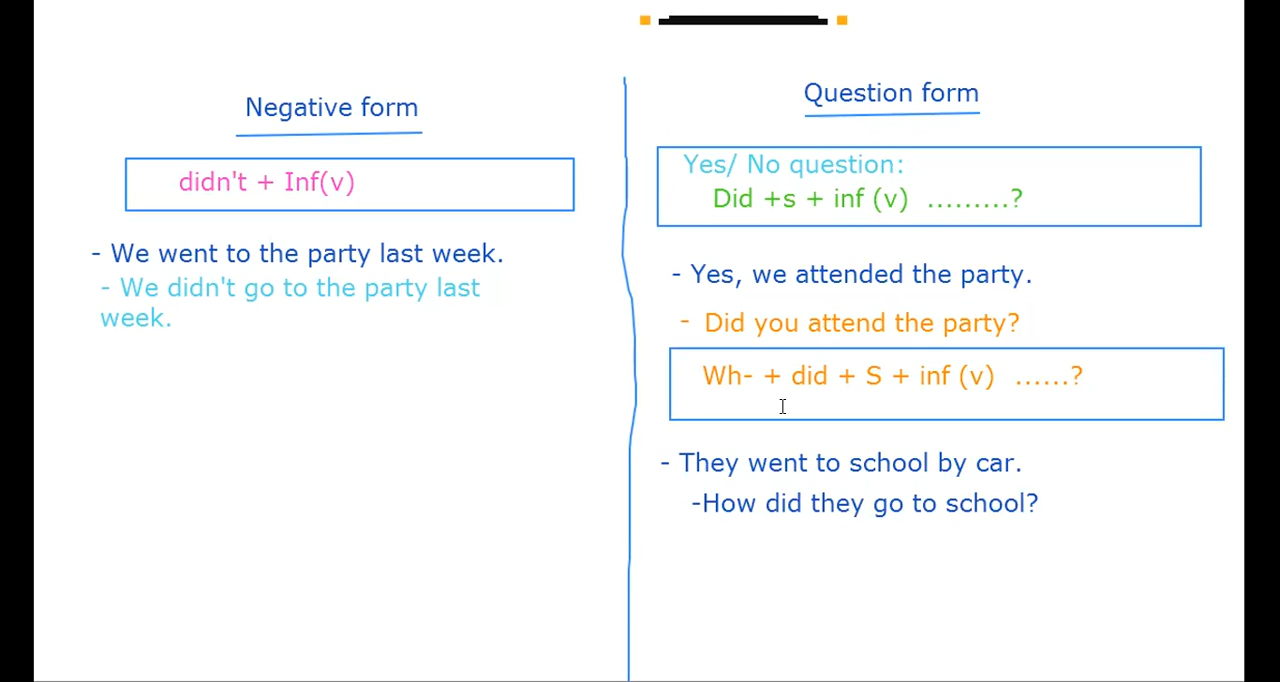 Negative form
didn't + Inf(v)
- We went to the party last week.
- We didn't go to the party last
week.
Question form
Yes/ No question:
Did +s + inf (v) .........?
- Yes, we attended the party.
- Did you attend the party?
Wh- + did + S + inf (v) ......?
- They went to school by car.
-How did they go to school?